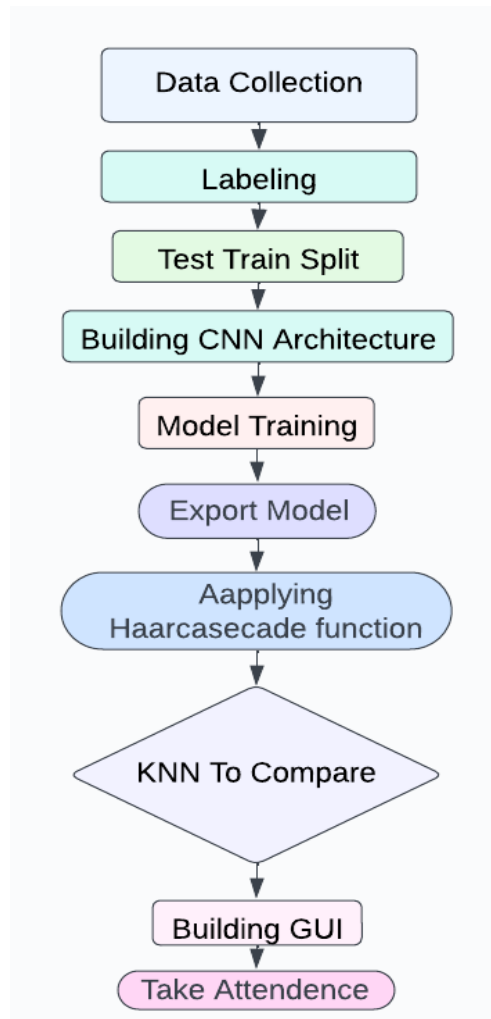 Data Collection
Labeling
Test Train Split
Building CNN Architecture
Model Training
Export Model
Aapplying
Haarcasecade function
KNN To Compare
Building GUI
Take Attendence